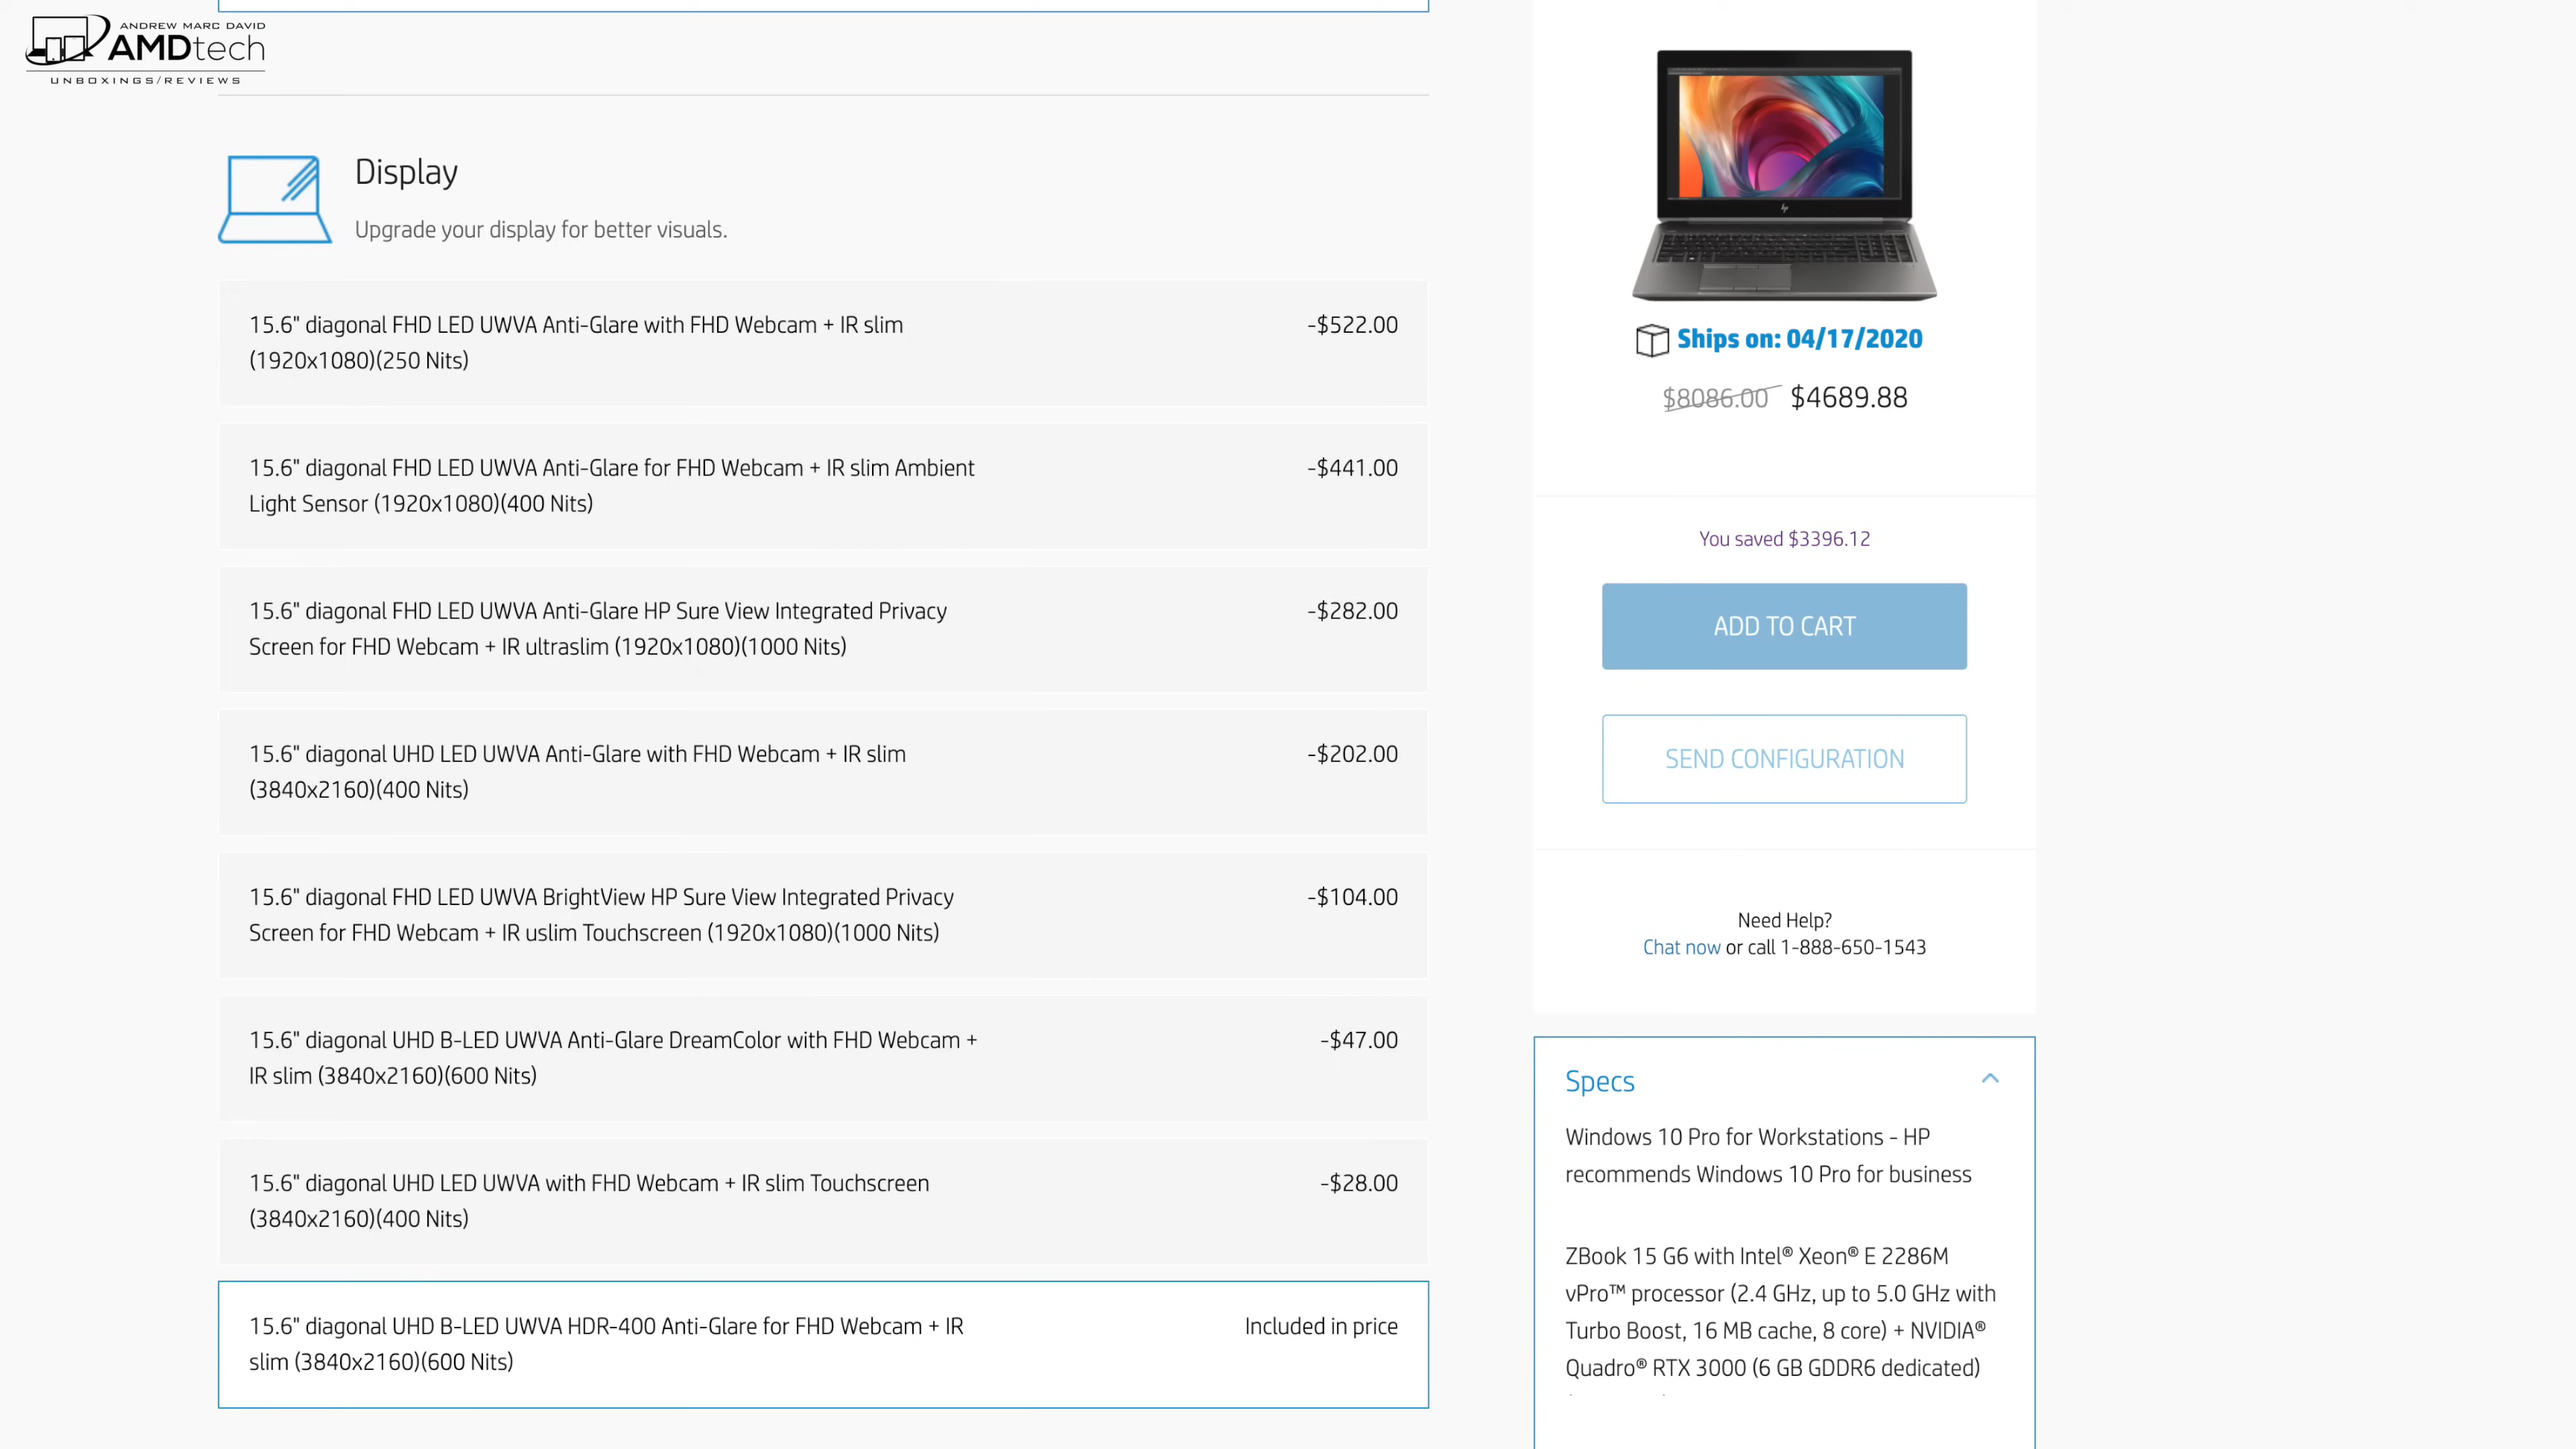 ANDREW MARC DAVID
AMDtech
UNBOXINGS/REVIEWS
Display
Upgrade your display for better visuals.
15.6" diagonal FHD LED UWVA Anti-Glare with FHD Webcam + IR slim
(1920x1080)(250 Nits)
-$522.00
15.6" diagonal FHD LED UWVA Anti-Glare for FHD Webcam + IR slim Ambient
Light Sensor (1920x1080)(400 Nits)
-$441.00
15.6" diagonal FHD LED UWVA Anti-Glare HP Sure View Integrated Privacy
Screen for FHD Webcam + IR ultraslim (1920x1080)(1000 Nits)
-$282.00
15.6" diagonal UHD LED UWVA Anti-Glare with FHD Webcam + IR slim
(3840x2160)(400 Nits)
-$202.00
15.6" diagonal FHD LED UWVA BrightView HP Sure View Integrated Privacy
Screen for FHD Webcam + IR uslim Touchscreen (1920x1080)(1000 Nits)
-$104.00
15.6" diagonal UHD B-LED UWVA Anti-Glare DreamColor with FHD Webcam +
IR slim (3840x2160)(600 Nits)
-$47.00
15.6" diagonal UHD LED UWVA with FHD Webcam + IR slim Touchscreen
(3840x2160)(400 Nits)
-$28.00
15.6" diagonal UHD B-LED UWVA HDR-400 Anti-Glare for FHD Webcam + IR
slim (3840x2160)(600 Nits)
Included in price
hp
Ships on: 04/17/2020
$8086.00 $4689.88
You saved $3396.12
ADD TO CART
SEND CONFIGURATION
Need Help?
Chat now or call 1-888-650-1543
Specs
Windows 10 Pro for Workstations - HP
recommends Windows 10 Pro for business
ZBook 15 G6 with Intel® Xeon® E 2286M
vPro™ processor (2.4 GHz, up to 5.0 GHz with
Turbo Boost, 16 MB cache, 8 core) + NVIDIA®
Quadro® RTX 3000 (6 GB GDDR6 dedicated)